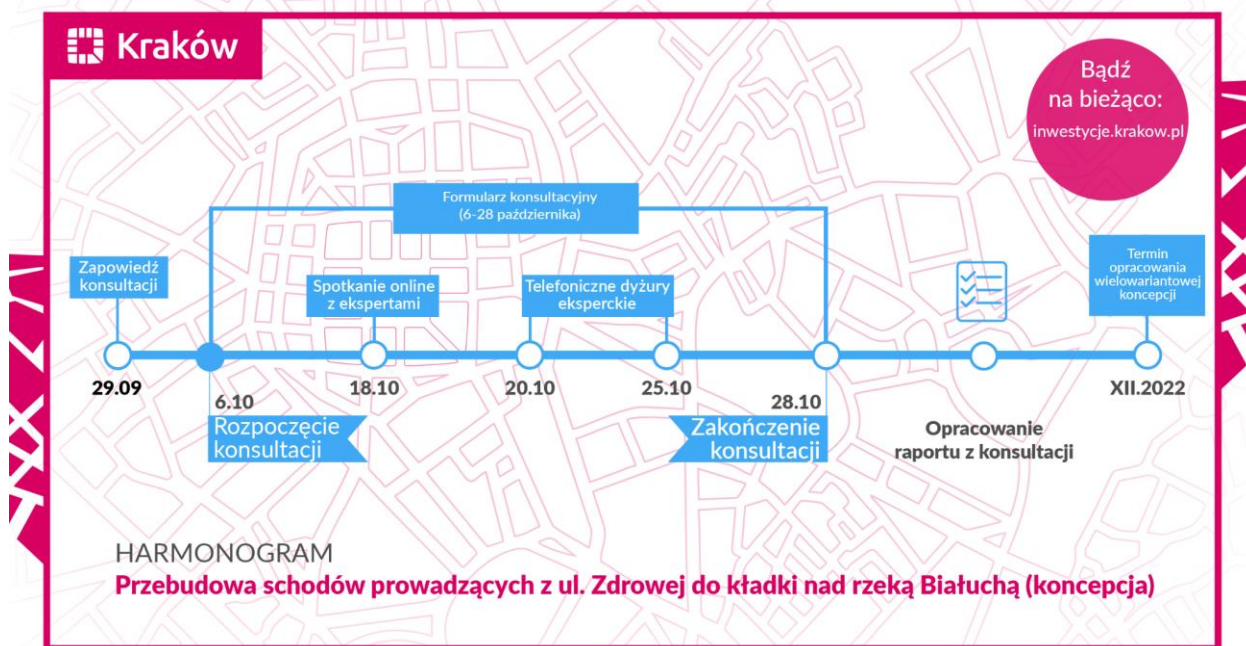 Kraków
Bądź
na bieżąco:
inwestycje.krakow.pl
Formularz konsultacyjny
(6-28 października)
Zapowiedź
konsultacji
Spotkanie online
z ekspertami
Telefoniczne dyżury
eksperckie
Termin
opracowania
wielowariantowej
koncepcji
29.09
6.10
18.10
20.10
25.10
28.10
XII.2022
Rozpoczęcie
konsultacji
Zakończenie
konsultacji
Opracowanie
raportu z konsultacji
HARMONOGRAM
Przebudowa schodów prowadzących z ul. Zdrowej do kładki nad rzeką Białuchą (koncepcja)